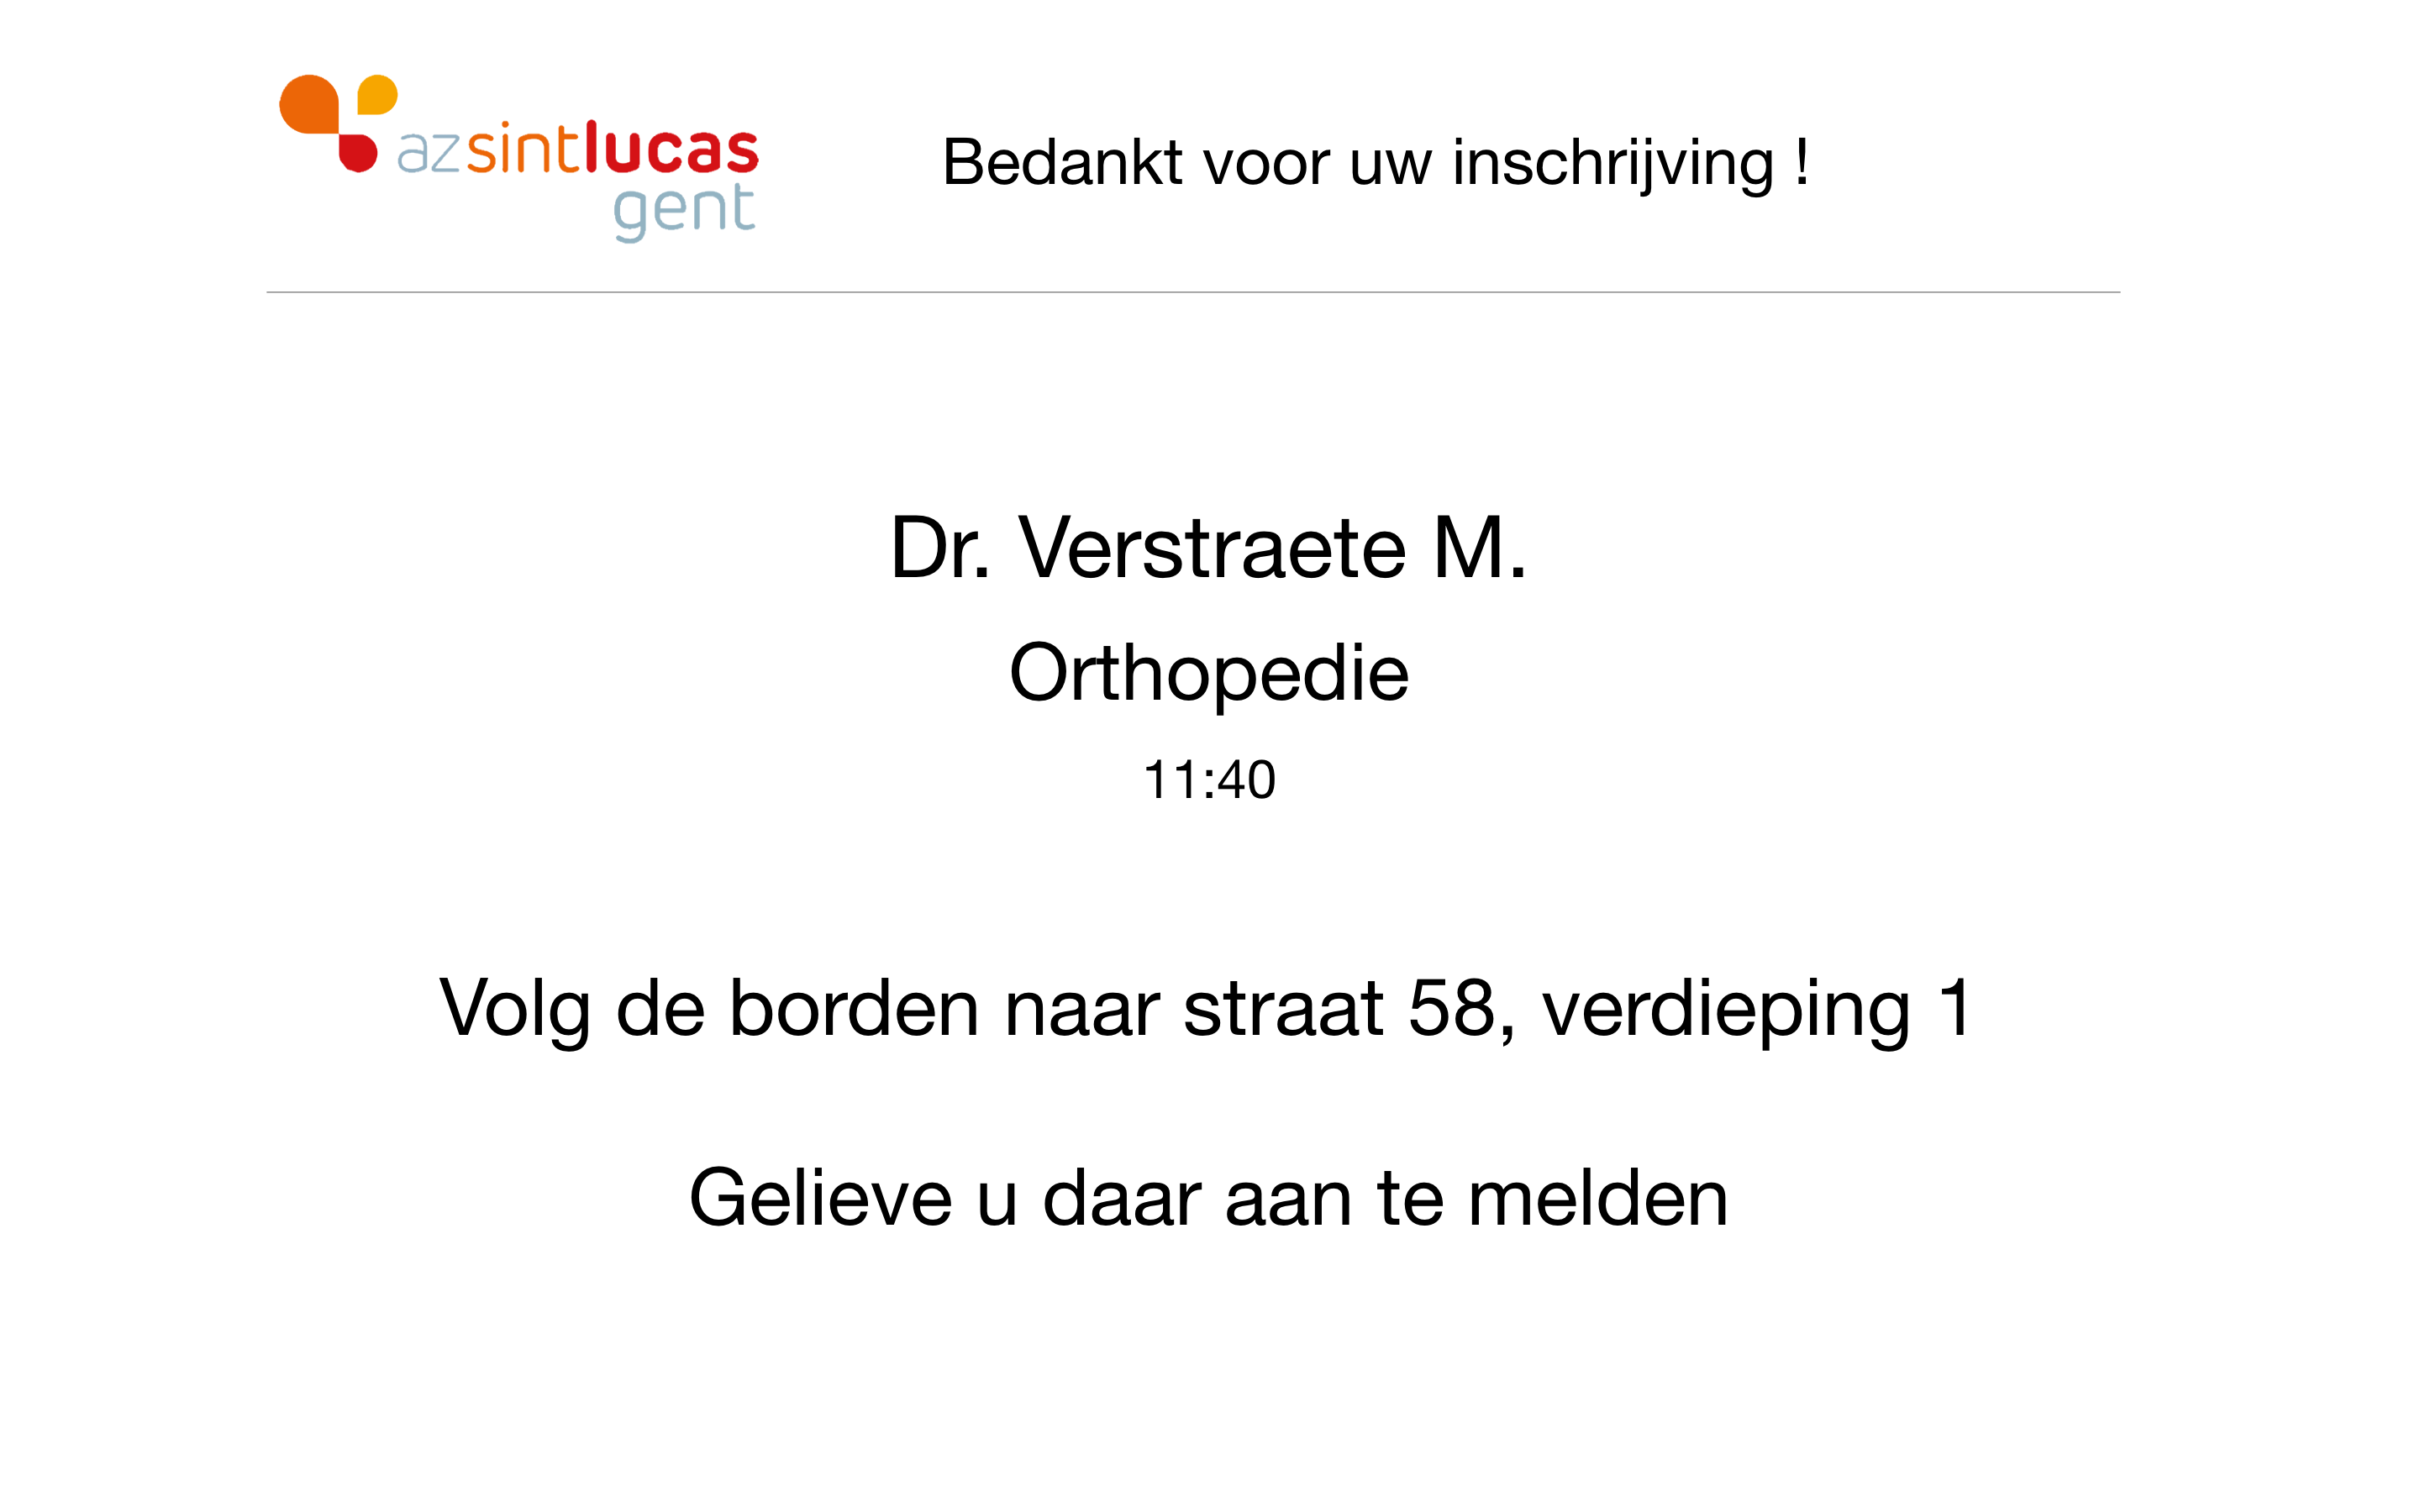 azsintlucas
gent
Bedankt voor uw inschrijving !
Dr. Verstraete M.
Orthopedie
11:40
Volg de borden naar straat 58, verdieping 1
Gelieve u daar aan te melden